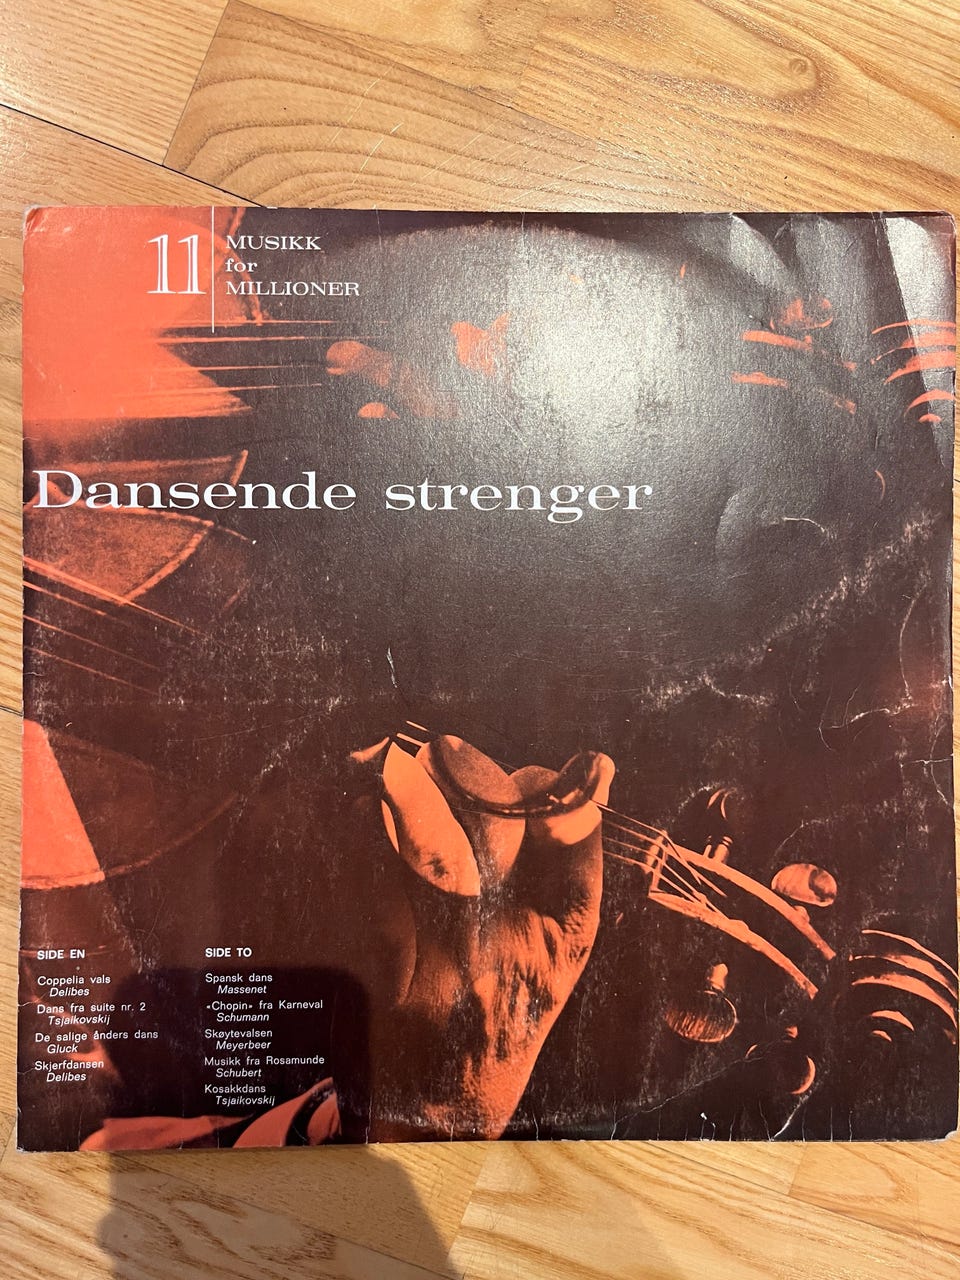 11
MUSIKK
for
MILLIONER
Dansende strenger
SIDE EN
Coppelia vals
Delibes
Dans fra suite nr. 2
Tsjaikovskij
De salige ånders dans
Gluck
Skjerfdansen
Delibes
SIDE TO
Spansk dans
Massenet
«Chopin» fra Karneval
Schumann
Skøytevalsen
Meyerbeer
Musikk fra Rosamunde
Schubert
Kosakkdans
Tsjaikovskij